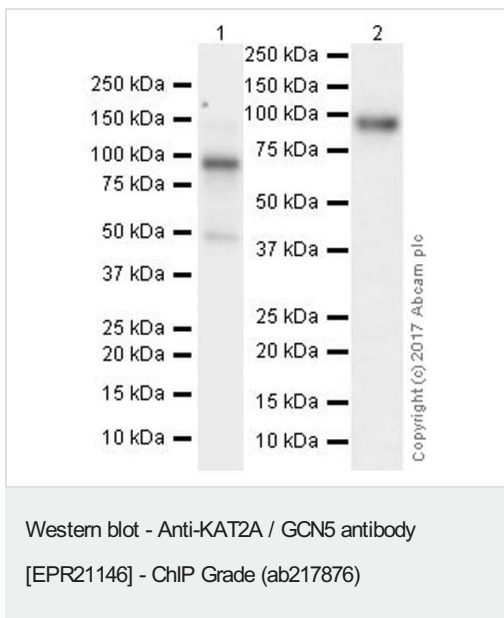 1
2
250 kDa
150 kDa
100 kDa
75 kDa
50 kDa
37 kDa
25 kDa
20 kDa
15 kDa
10 kDa
250 kDa
150 kDa
100 kDa
75 kDa
50 kDa
37 kDa
25 kDa
20 kDa
15 kDa
10 kDa
Copyright (c) 2017 Abcam plc
Western blot - Anti-KAT2A / GCN5 antibody
[EPR21146] - ChIP Grade (ab217876)